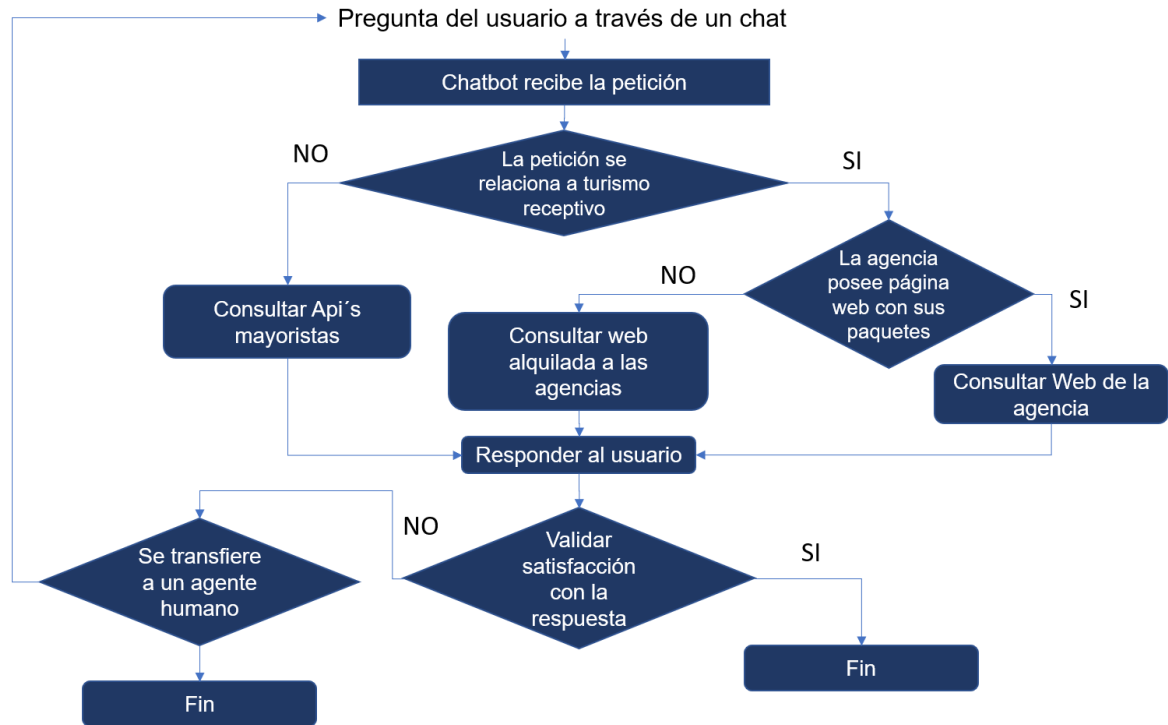 Pregunta del usuario a través de un chat
Chatbot recibe la petición
NO
SI
La petición se
relaciona a turismo
receptivo
La agencia
posee página
web con sus
paquetes
NO
SI
Consultar Api´s
mayoristas
Consultar web
alquilada a las
agencias
Consultar Web de la
agencia
Responder al usuario
NO
SI
Validar
satisfacción
con la
respuesta
Se transfiere
a un agente
humano
Fin
Fin